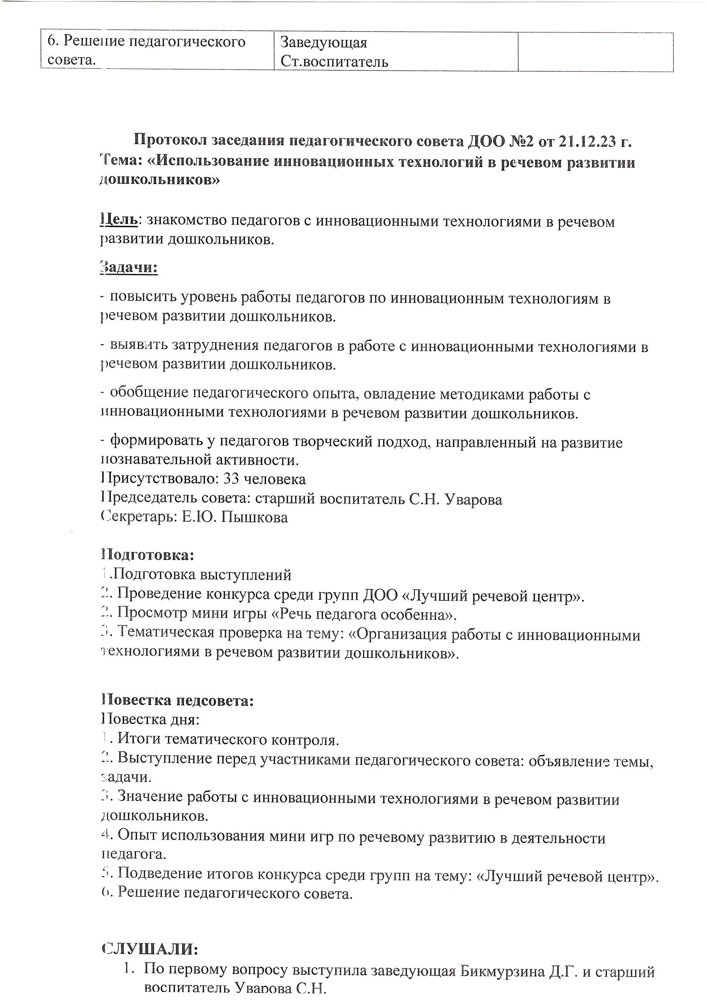 6. Решение педагогического
совета.
Заведующая
Ст.воспитатель
Протокол заседания педагогического совета ДОО №2 от 21.12.23 г.
Тема: «Использование инновационных технологий в речевом развитии
дошкольников»
Цель: знакомство педагогов с инновационными технологиями в речевом
развитии дошкольников.
Задачи:
- повысить уровень работы педагогов по инновационным технологиям в
речевом развитии дошкольников.
- выявить затруднения педагогов в работе с инновационными технологиями в
речевом развитии дошкольников.
- обобщение педагогического опыта, овладение методиками работы с
инновационными технологиями в речевом развитии дошкольников.
- формировать у педагогов творческий подход, направленный на развитие
познавательной активности.
Присутствовало: 33 человека
Председатель совета: старший воспитатель С.Н. Уварова
Секретарь: Е.Ю. Пышкова
Подготовка:
1.Подготовка выступлений
2. Проведение конкурса среди групп ДОО «Лучший речевой центр».
2. Просмотр мини игры «Речь педагога особенна».
3. Тематическая проверка на тему: «Организация работы с инновационными
технологиями в речевом развитии дошкольников».
Повестка педсовета:
Повестка дня:
1. Итоги тематического контроля.
2. Выступление перед участниками педагогического совета: объявление темы,
задачи.
3. Значение работы с инновационными технологиями в речевом развитии
дошкольников.
4. Опыт использования мини игр по речевому развитию в деятельности
педагога.
5. Подведение итогов конкурса среди групп на тему: «Лучший речевой центр».
6. Решение педагогического совета.
СЛУШАЛИ:
1. По первому вопросу выступила заведующая Бикмурзина Д.Г. и старший
воспитатель Уварова С.Н.